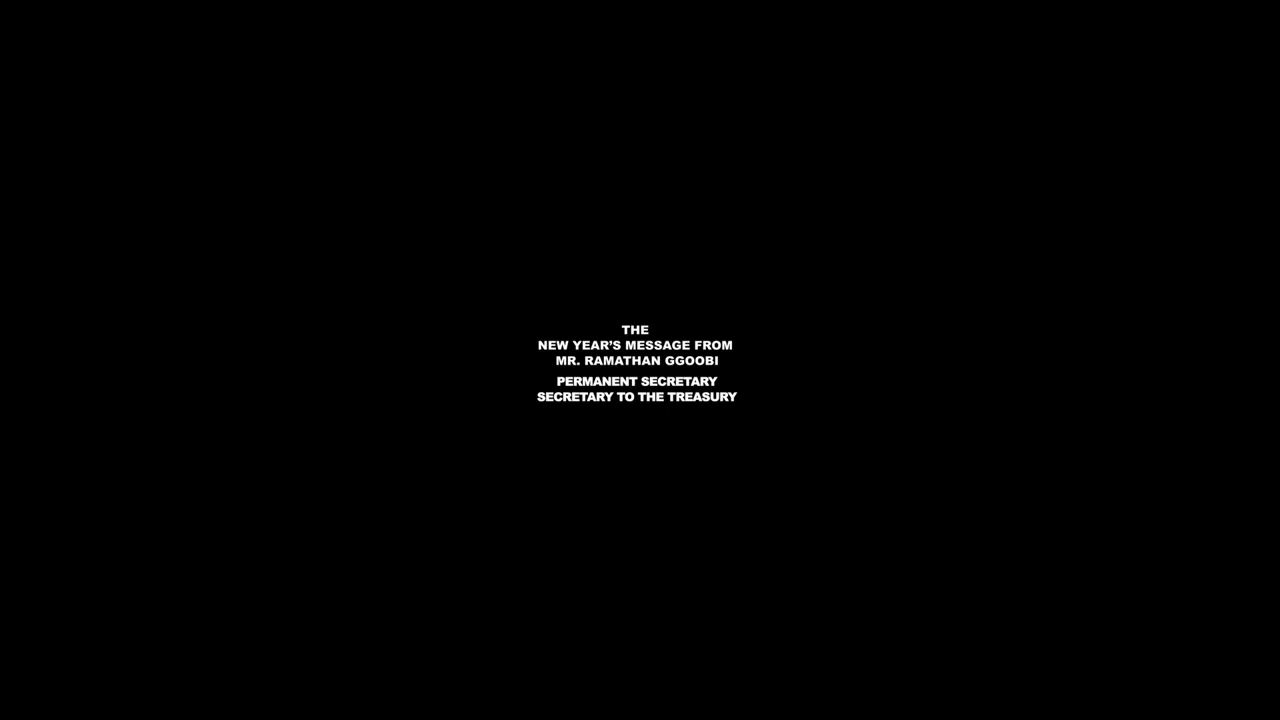 THE
NEW YEAR’S MESSAGE FROM
MR. RAMATHAN GGOOBI
PERMANENT SECRETARY
SECRETARY TO THE TREASURY